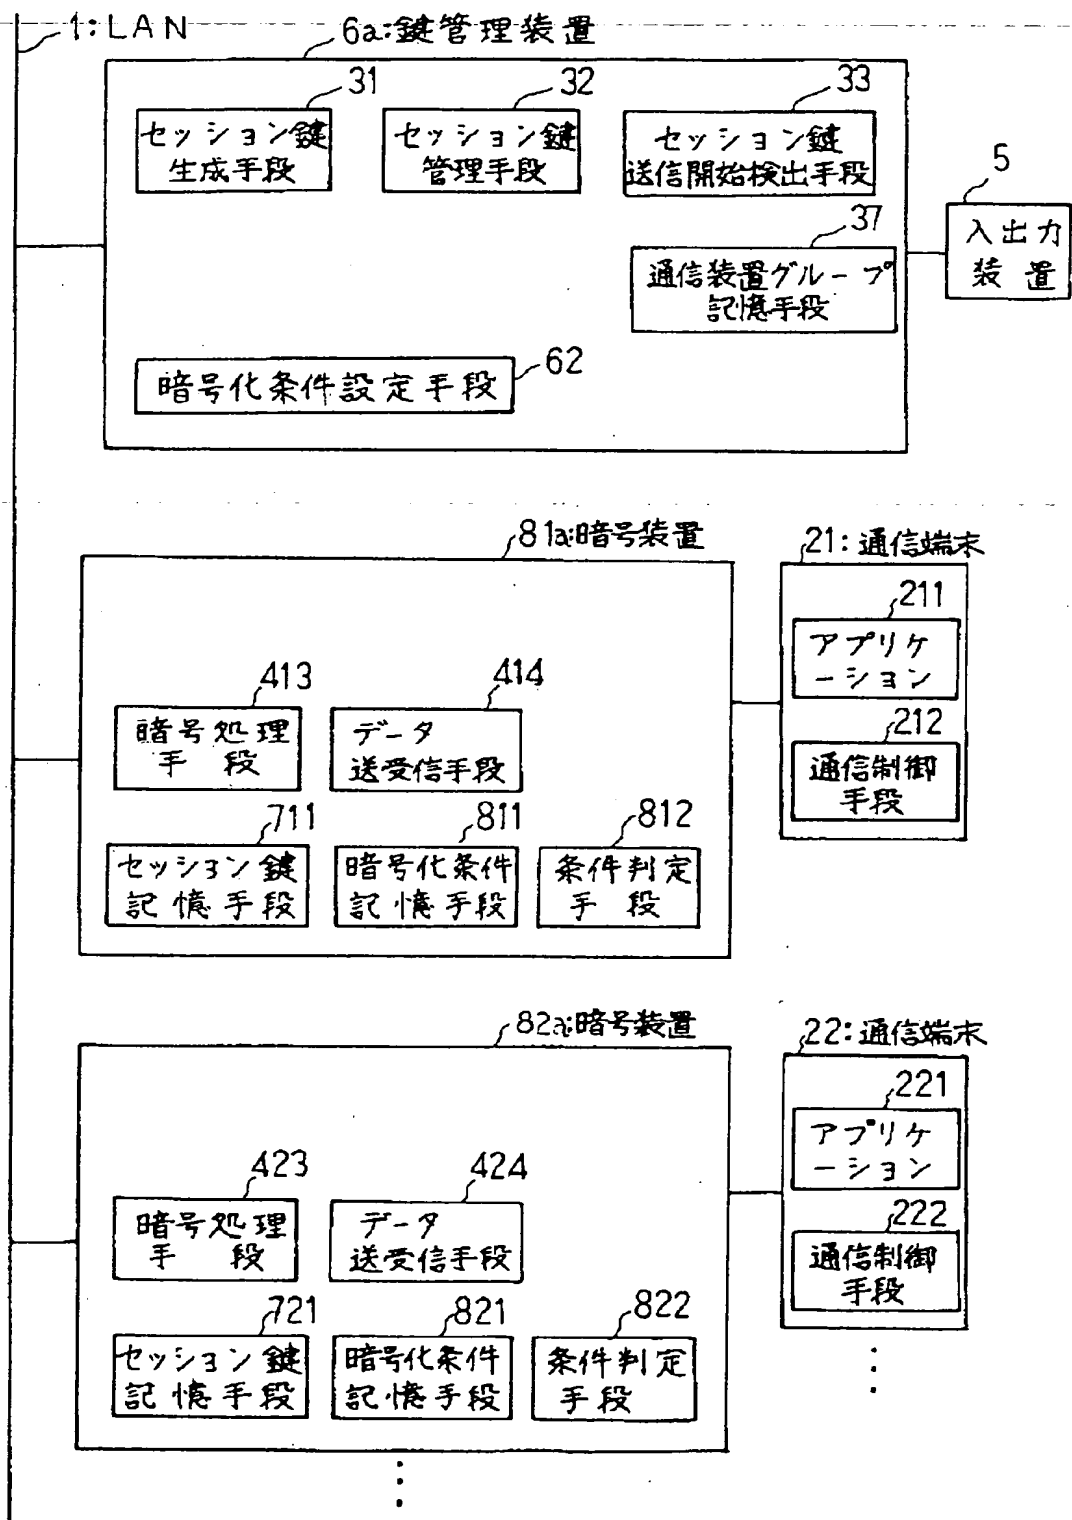 1:LAN
6a:鍵管理装置
31
セッション鍵
生成手段
32
セッション鍵
管理手段
33
セッション鍵
送信開始検出手段
5
入出力
装置
37
通信装置グループ
記憶手段
62
暗号化条件設定手段
81a:暗号装置
21:通信端末
211
アプリケ
ーション
212
通信制御
手段
413
暗号処理
手段
414
データ
送受信手段
711
セッション鍵
記憶手段
811
暗号化条件
記憶手段
812
条件判定
手段
82a:暗号装置
22:通信端末
221
アプリケ
ーション
222
通信制御
手段
423
暗号処理
手段
424
データ
送受信手段
721
セッション鍵
記憶手段
821
暗号化条件
記憶手段
822
条件判定
手段